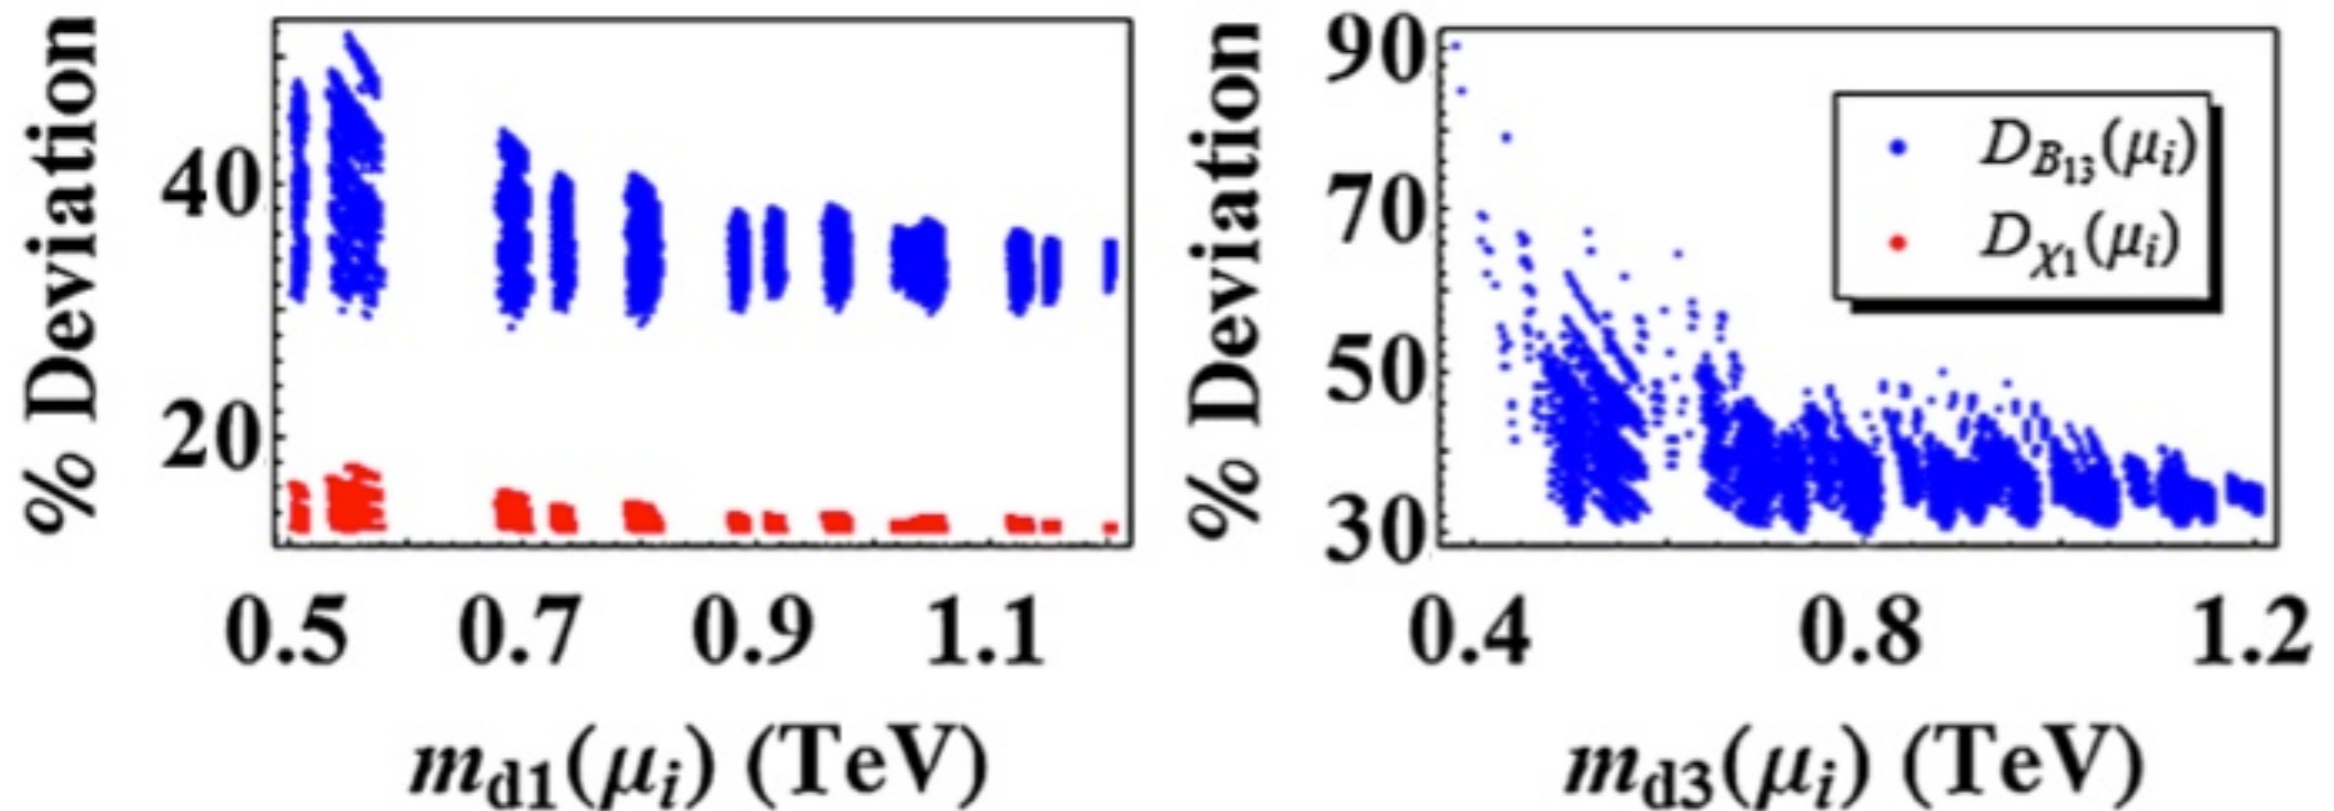 % Deviation
40
20
0.5 0.7 0.9 1.1
m_d1(μ_i) (TeV)
% Deviation
90
70
50
30
D_B13(μ_i)
D_χ1(μ_i)
0.4 0.8 1.2
m_d3(μ_i) (TeV)